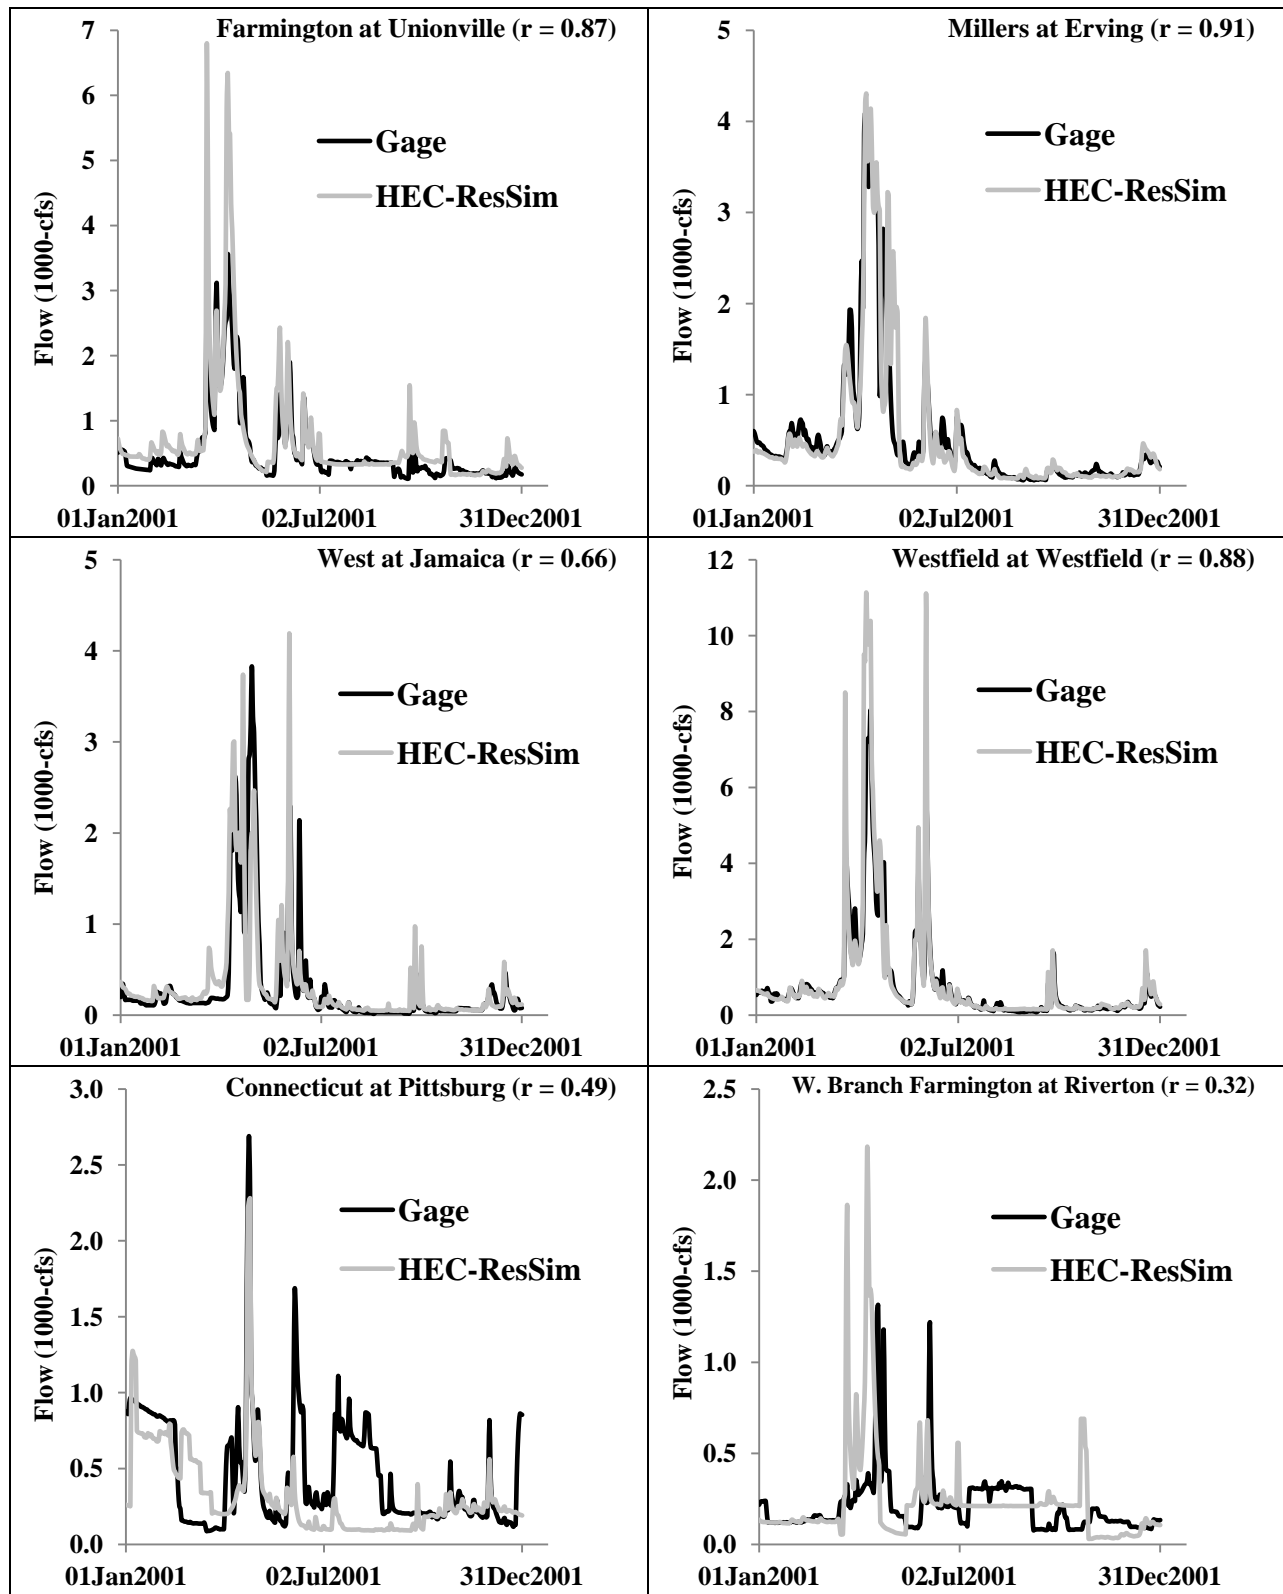 Farmington at Unionville (r = 0.87)
7
6
5
4
3
2
1
0
Flow (1000-cfs)
Gage
HEC-ResSim
01Jan2001 02Jul2001 31Dec2001
Millers at Erving (r = 0.91)
5
4
3
2
1
0
Flow (1000-cfs)
Gage
HEC-ResSim
01Jan2001 02Jul2001 31Dec2001
West at Jamaica (r = 0.66)
5
4
3
2
1
0
Flow (1000-cfs)
Gage
HEC-ResSim
01Jan2001 02Jul2001 31Dec2001
Westfield at Westfield (r = 0.88)
12
10
8
6
4
2
0
Flow (1000-cfs)
Gage
HEC-ResSim
01Jan2001 02Jul2001 31Dec2001
Connecticut at Pittsburg (r = 0.49)
3.0
2.5
2.0
1.5
1.0
0.5
0.0
Flow (1000-cfs)
Gage
HEC-ResSim
01Jan2001 02Jul2001 31Dec2001
W. Branch Farmington at Riverton (r = 0.32)
2.5
2.0
1.5
1.0
0.5
0.0
Flow (1000-cfs)
Gage
HEC-ResSim
01Jan2001 02Jul2001 31Dec2001